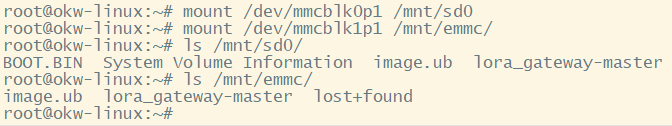 root@okw-linux:~# mount /dev/mmcblk0p1 /mnt/sd0
root@okw-linux:~# mount /dev/mmcblk1p1 /mnt/emmc/
root@okw-linux:~# ls /mnt/sd0/
BOOT.BIN  System Volume Information  image.ub  lora_gateway-master
root@okw-linux:~# ls /mnt/emmc/
image.ub  lora_gateway-master  lost+found
root@okw-linux:~#